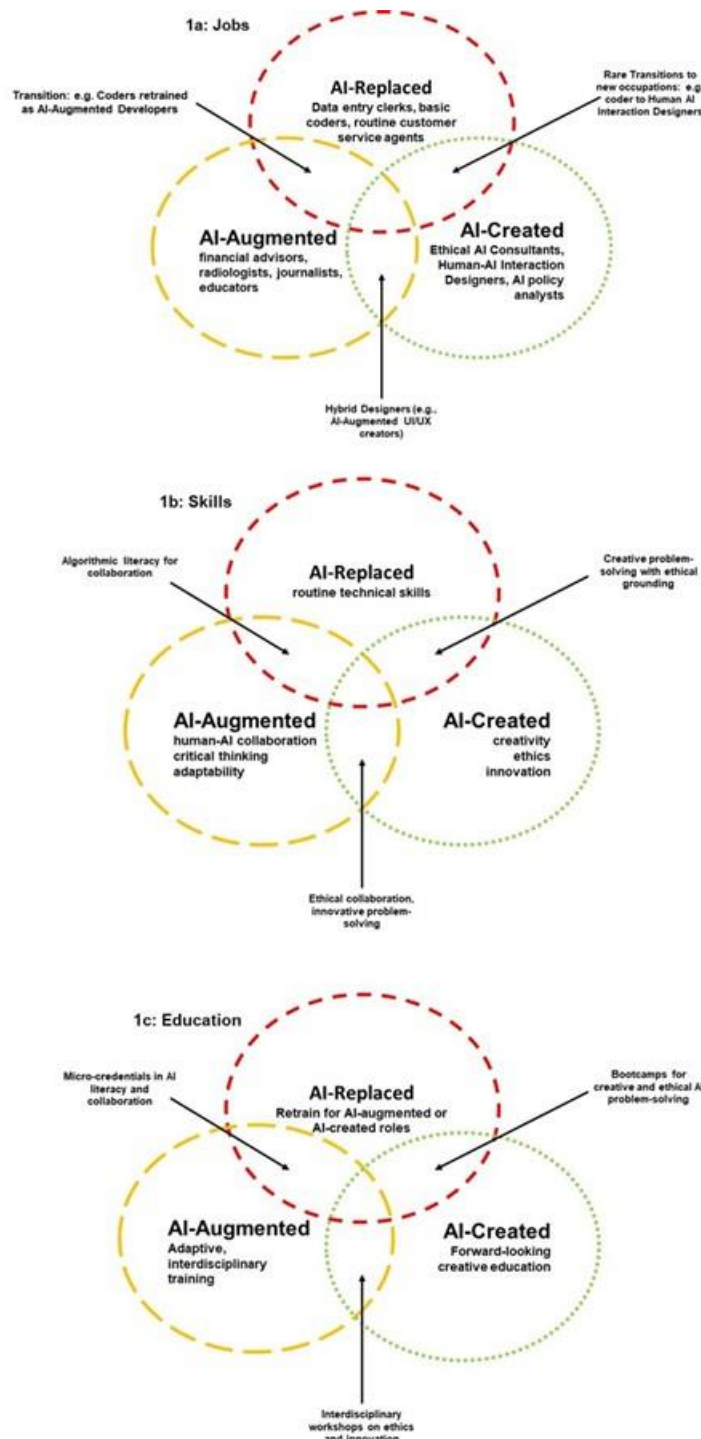 1a: Jobs
Transition: e.g. Coders retrained
as AI-Augmented Developers
AI-Replaced
Data entry clerks, basic
coders, routine customer
service agents
Rare Transitions to
new occupations: e.g
coder to Human AI
Interaction Designers
AI-Augmented
financial advisors,
radiologists, journalists,
educators
AI-Created
Ethical AI Consultants,
Human-AI Interaction
Designers, AI policy
analysts
Hybrid Designers (e.g.,
AI-Augmented UI/UX
creators)
1b: Skills
Algorithmic literacy for
collaboration
AI-Replaced
routine technical skills
Creative problem-
solving with ethical
grounding
AI-Augmented
human-AI collaboration
critical thinking
adaptability
AI-Created
creativity
ethics
innovation
Ethical collaboration,
innovative problem-
solving
1c: Education
Micro-credentials in AI
literacy and
collaboration
AI-Replaced
Retrain for AI-augmented or
AI-created roles
Bootcamps for
creative and ethical A
problem-solving
AI-Augmented
Adaptive,
interdisciplinary
training
AI-Created
Forward-looking
creative education
Interdisciplinary
workshops on ethics
and innovation